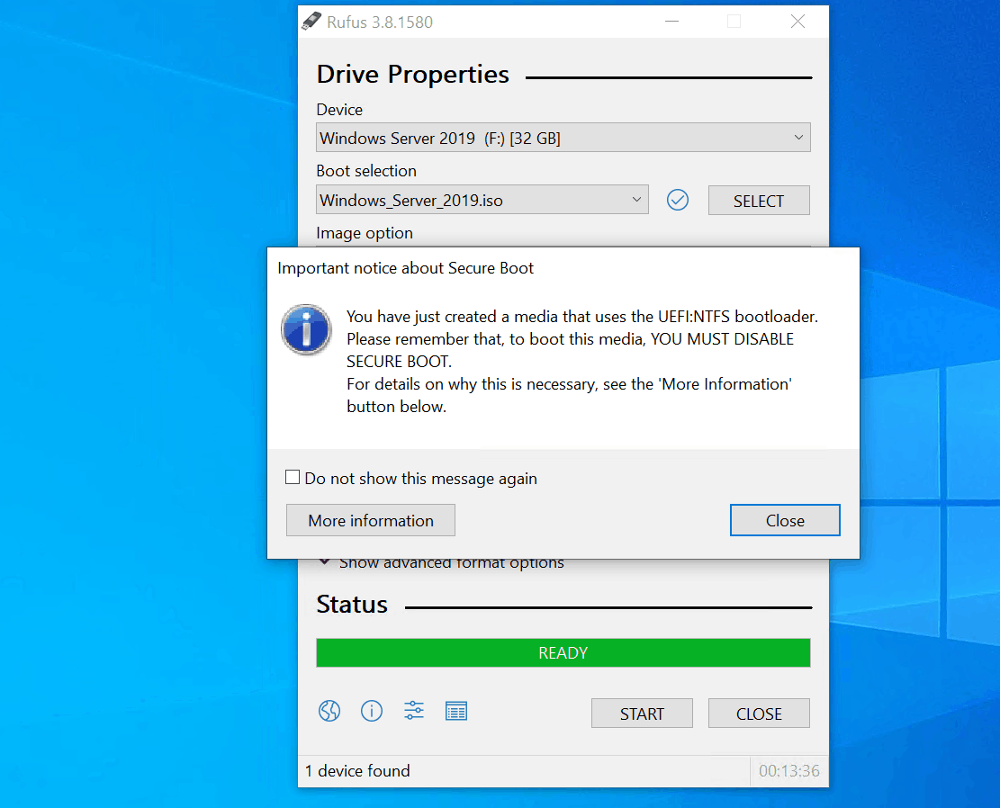 Rufus 3.8.1580
Drive Properties
Device
Windows Server 2019 (F:) [32 GB]
Boot selection
Windows_Server_2019.iso
SELECT
Image option
Important notice about Secure Boot
You have just created a media that uses the UEFI:NTFS bootloader.
Please remember that, to boot this media, YOU MUST DISABLE
SECURE BOOT.
For details on why this is necessary, see the 'More Information'
button below.
Do not show this message again
More information
Close
Show advanced format options
Status
READY
START
CLOSE
1 device found
00:13:36